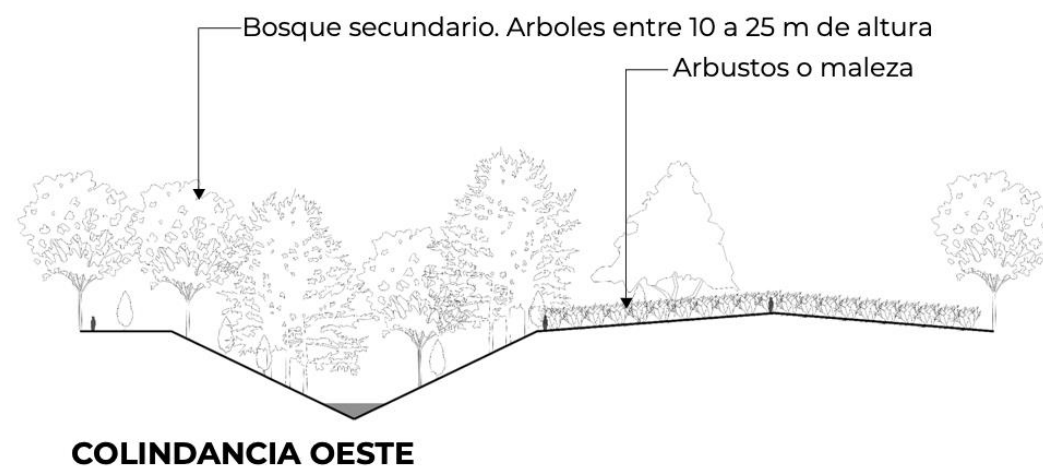 Bosque secundario. Arboles entre 10 a 25 m de altura
Arbustos o maleza
COLINDANCIA OESTE